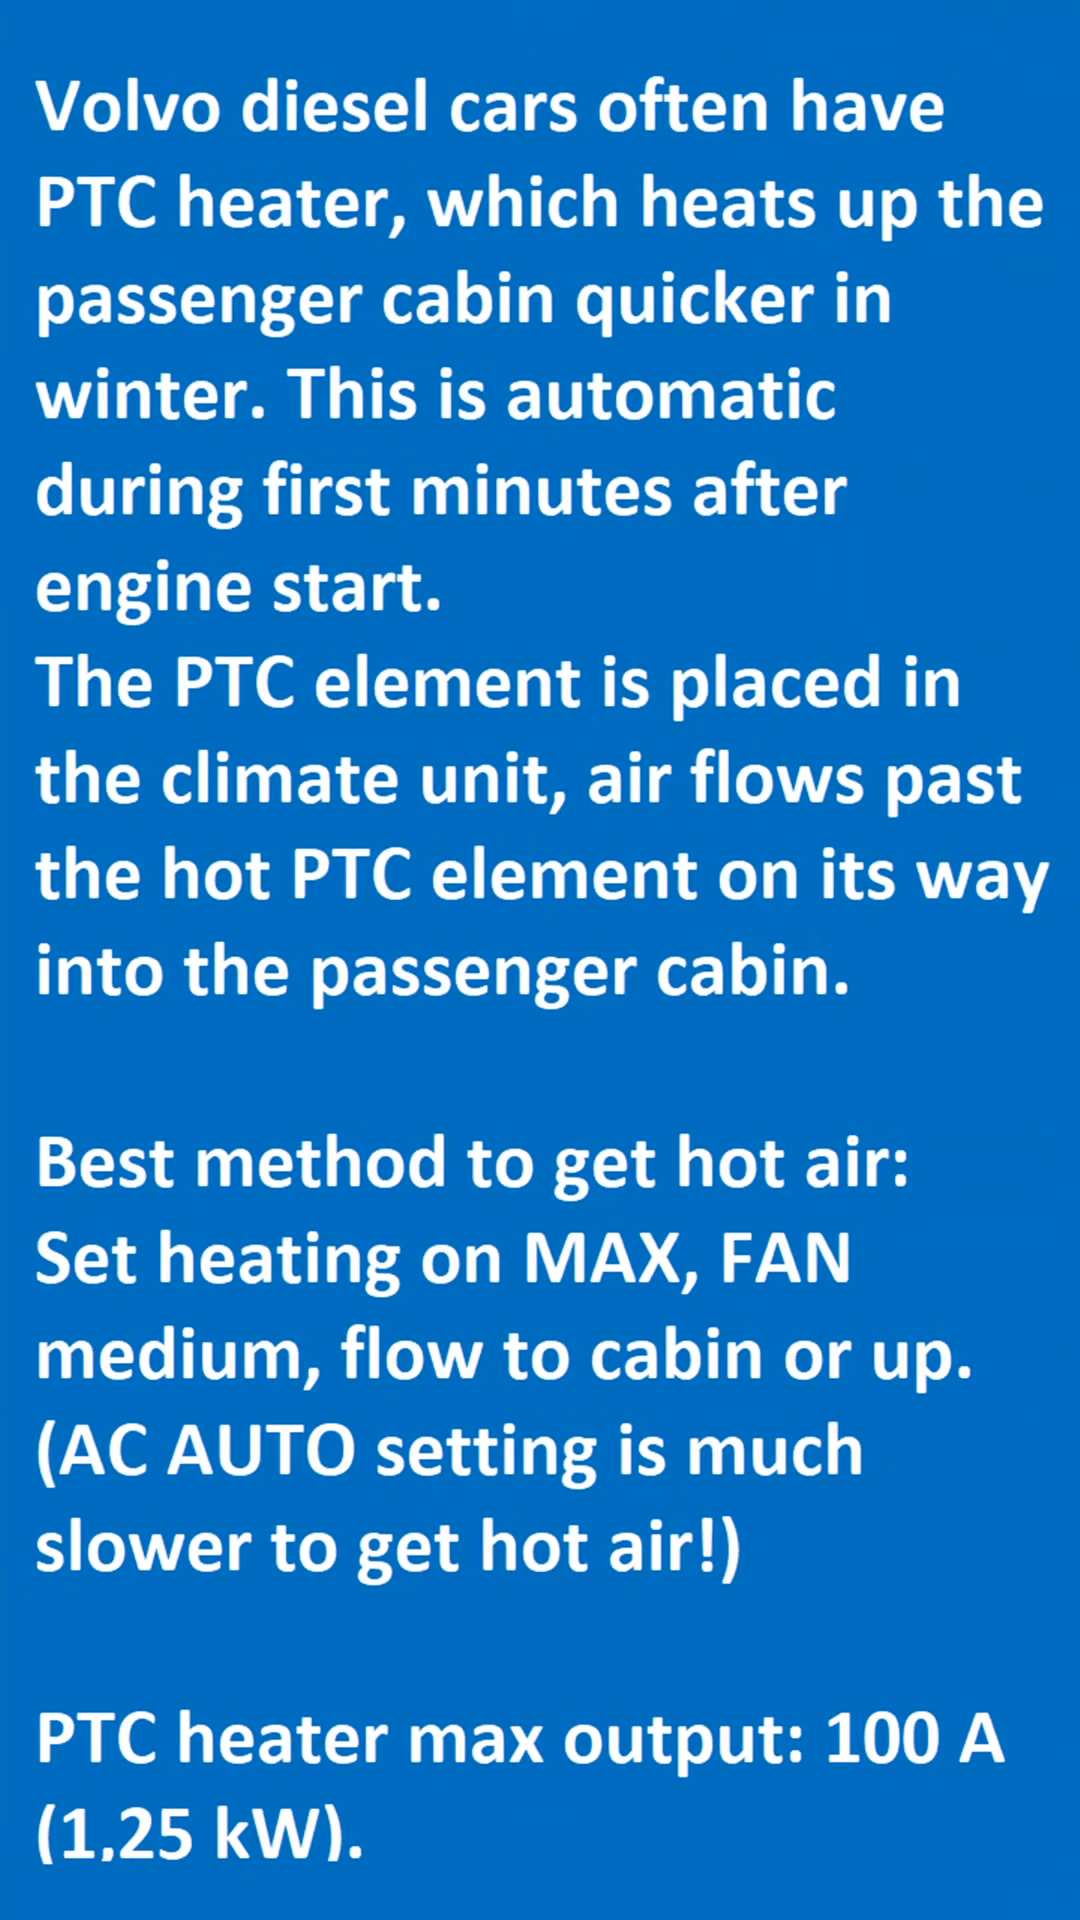 Volvo diesel cars often have
PTC heater, which heats up the
passenger cabin quicker in
winter. This is automatic
during first minutes after
engine start.
The PTC element is placed in
the climate unit, air flows past
the hot PTC element on its way
into the passenger cabin.
Best method to get hot air:
Set heating on MAX, FAN
medium, flow to cabin or up.
(AC AUTO setting is much
slower to get hot air!)
PTC heater max output: 100 A
(1,25 kW).